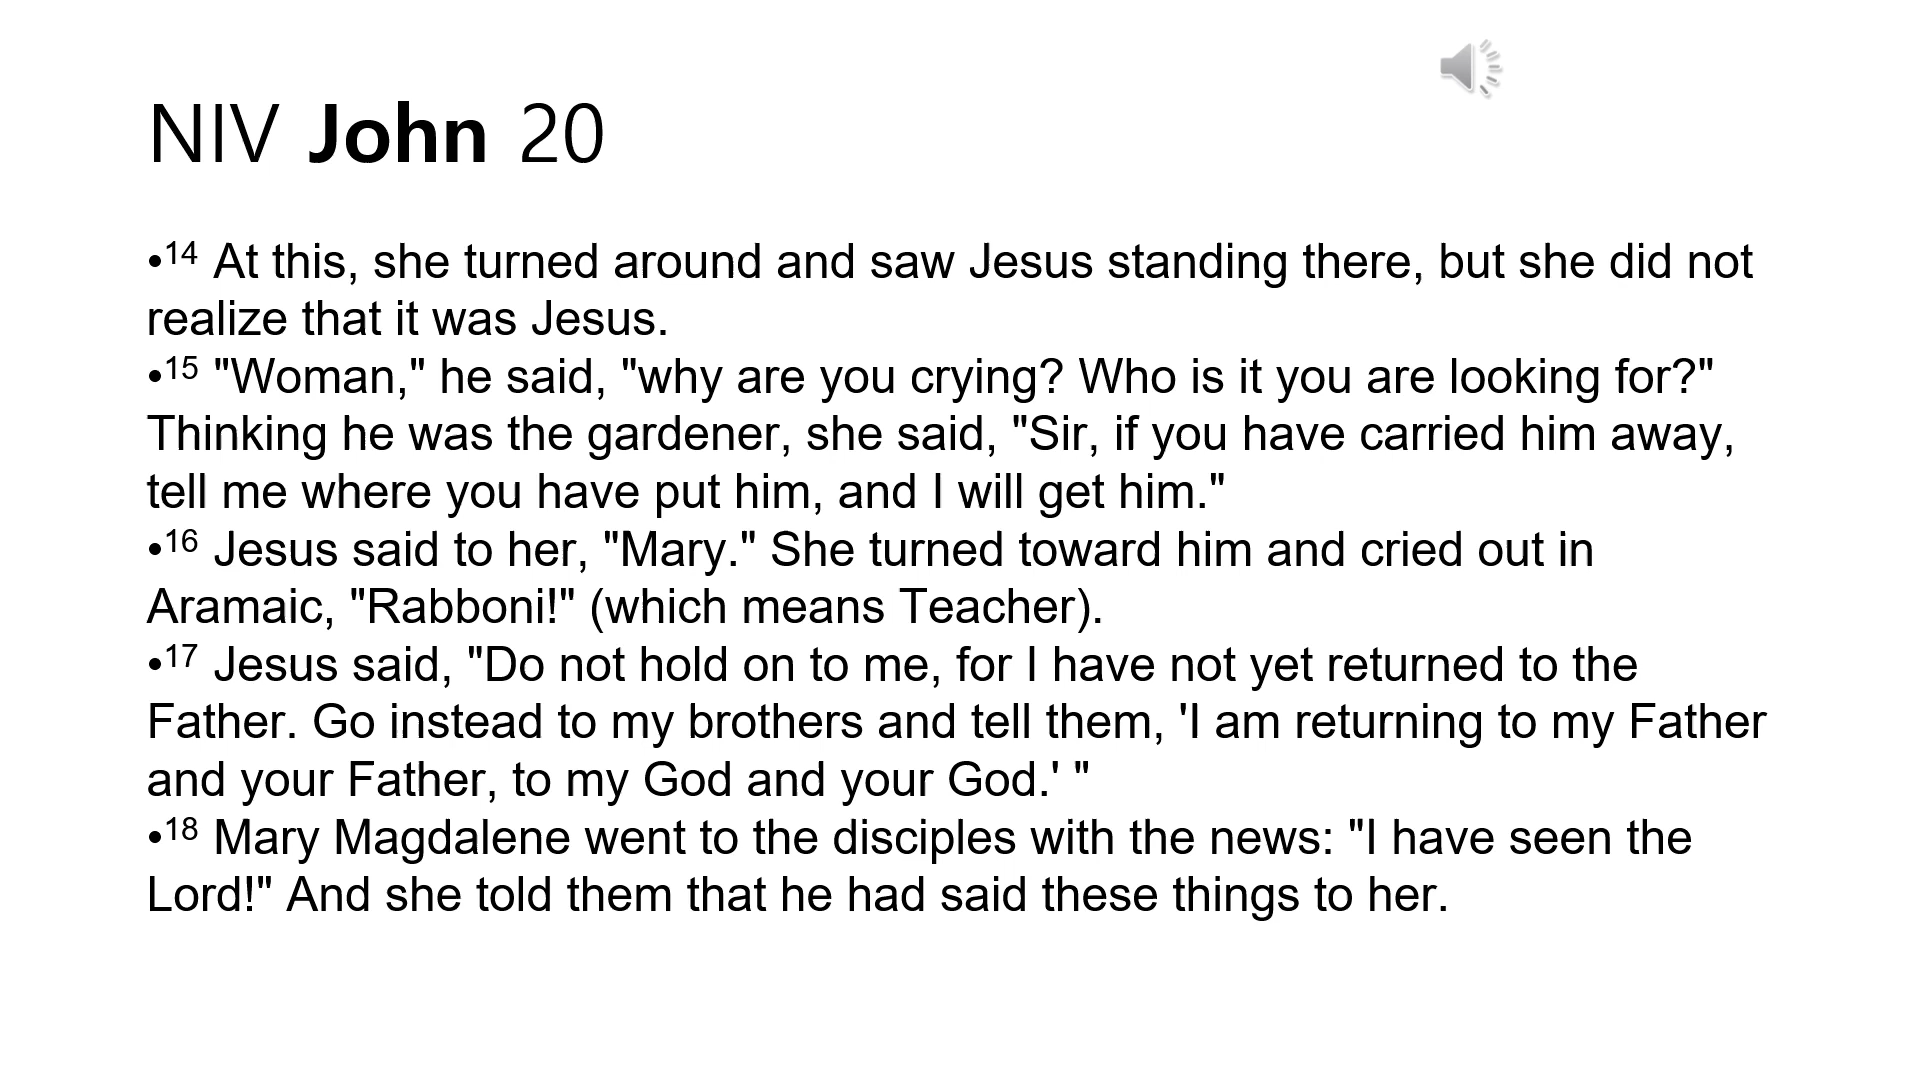 NIV John 20
•14 At this, she turned around and saw Jesus standing there, but she did not
realize that it was Jesus.
•15 "Woman," he said, "why are you crying? Who is it you are looking for?"
Thinking he was the gardener, she said, "Sir, if you have carried him away,
tell me where you have put him, and I will get him."
•16 Jesus said to her, "Mary." She turned toward him and cried out in
Aramaic, "Rabboni!" (which means Teacher).
•17 Jesus said, "Do not hold on to me, for I have not yet returned to the
Father. Go instead to my brothers and tell them, 'I am returning to my Father
and your Father, to my God and your God.' "
•18 Mary Magdalene went to the disciples with the news: "I have seen the
Lord!" And she told them that he had said these things to her.